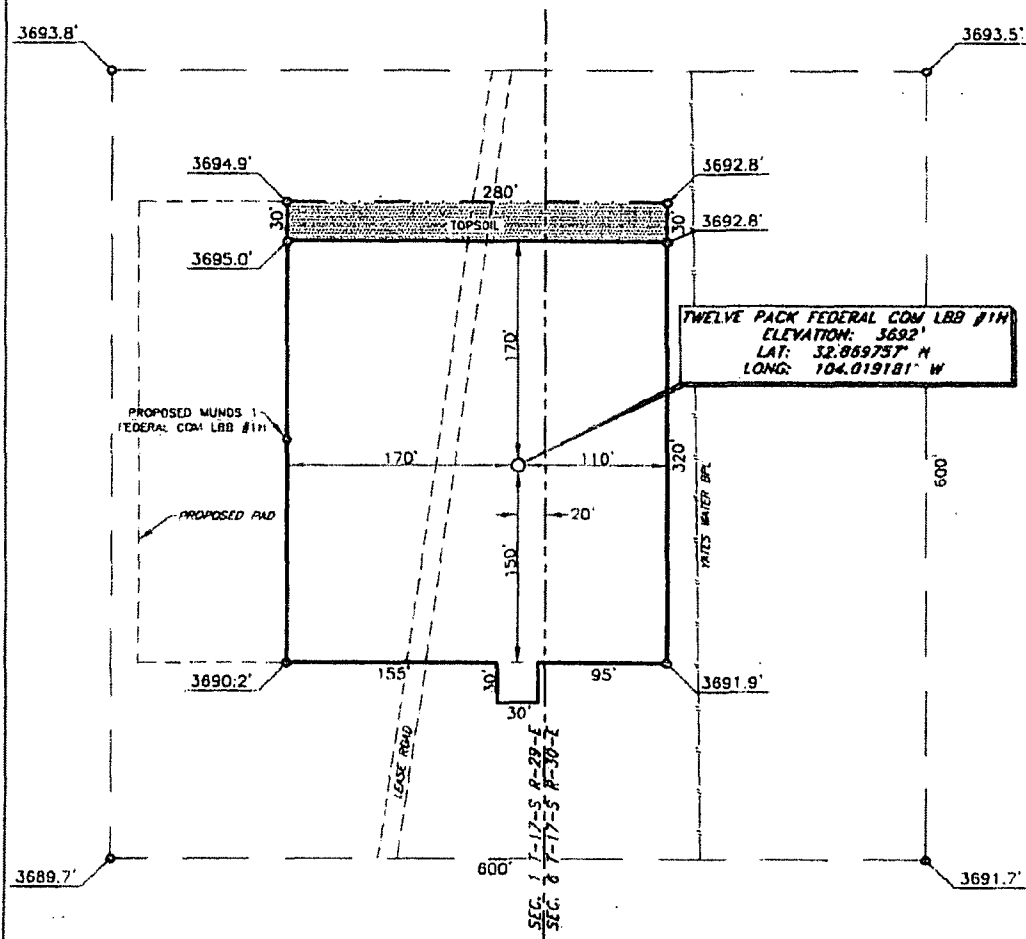 3693.8'
3693.5'
3694.9'
280'
3692.8'
30'
TOPSOIL
30'
3692.8'
3695.0'
170'
TWELVE PACK FEDERAL COM LBB #1H
ELEVATION: 3692'
LAT: 32.869757° N
LONG: 104.019181° W
PROPOSED MUNDS 1
FEDERAL COM LBB #1H
170'
110'
320'
600'
PROPOSED PAD
20'
YATES WATER BPL
150'
3690.2'
155'
30'
95'
3691.9'
30'
LEASE ROAD
SEC. 1 T-17-S R-29-E
SEC. 6 T-17-S R-30-E
3689.7'
600'
3691.7'